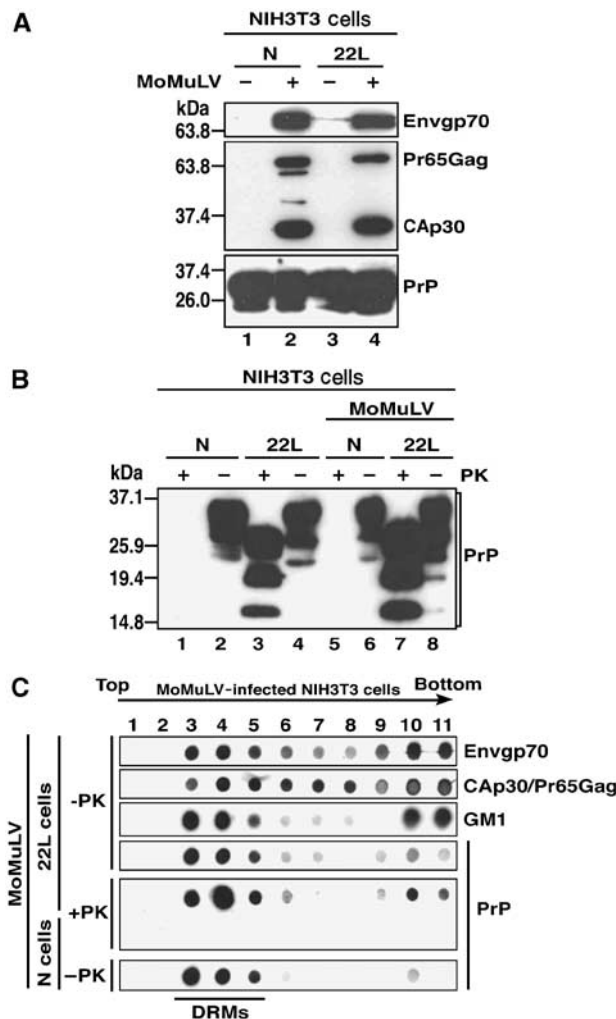 A
NIH3T3 cells
N 22L
MoMuLV − + − +
kDa
63.8 Envgp70
63.8 Pr65Gag
37.4 CAp30
37.4
26.0 PrP
1 2 3 4
B
NIH3T3 cells
MoMuLV
N 22L N 22L
kDa + − + − + − + − PK
37.1
25.9 PrP
19.4
14.8
1 2 3 4 5 6 7 8
C
Top MoMuLV-infected NIH3T3 cells Bottom
1 2 3 4 5 6 7 8 9 10 11
MoMuLV
22L cells
N cells
-PK
+PK
−PK
Envgp70
CAp30/Pr65Gag
GM1
PrP
DRMs